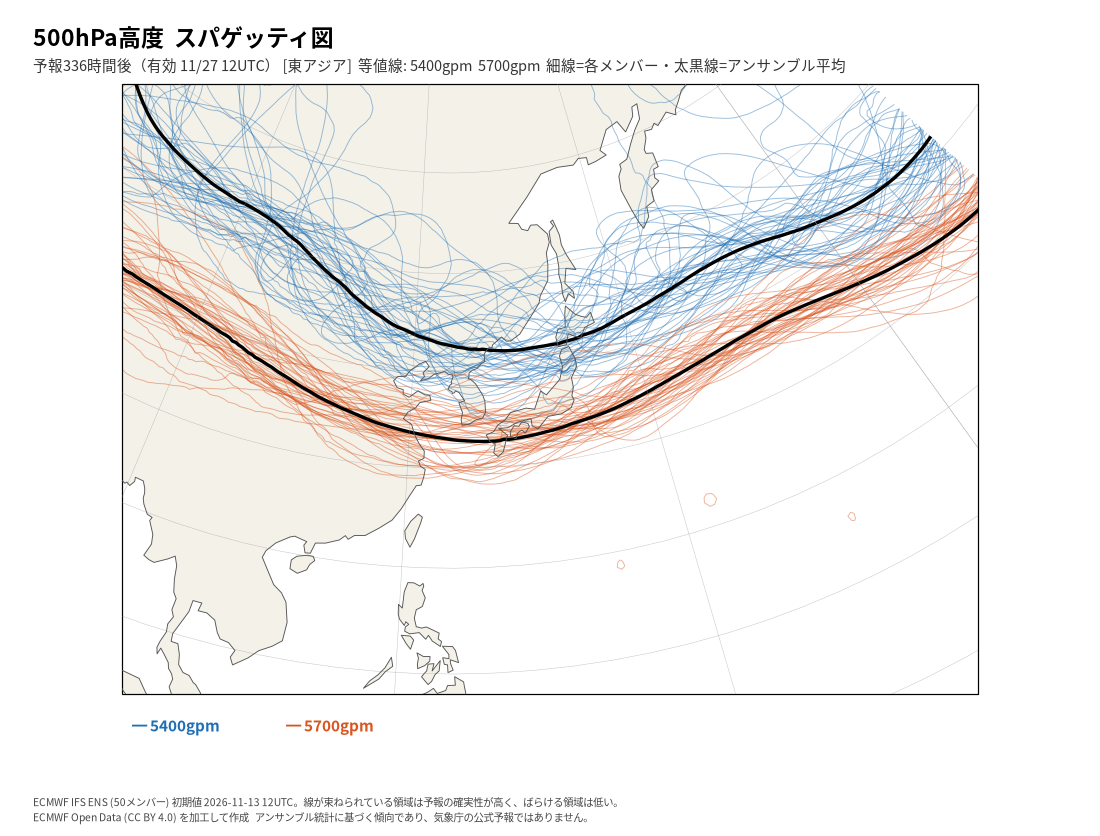 500hPa高度 スパゲッティ図
予報336時間後（有効 11/27 12UTC） [東アジア] 等値線: 5400gpm 5700gpm 細線=各メンバー・太黒線=アンサンブル平均
5400gpm 5700gpm
ECMWF IFS ENS (50メンバー) 初期値 2026-11-13 12UTC。線が束ねられている領域は予報の確実性が高く、ばらける領域は低い。
ECMWF Open Data (CC BY 4.0) を加工して作成 アンサンブル統計に基づく傾向であり、気象庁の公式予報ではありません。